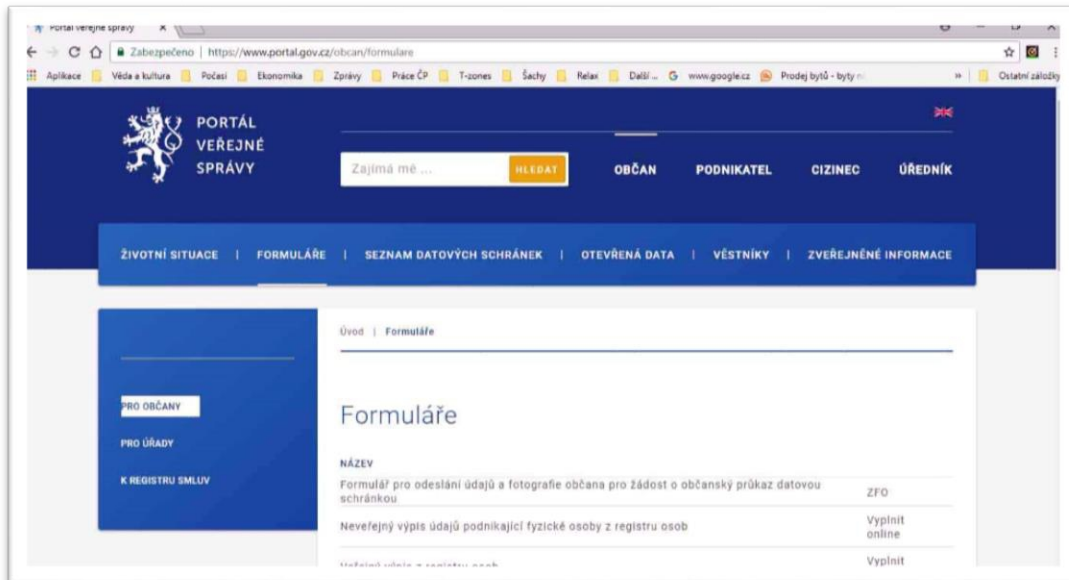 Portál veřejné správy
Zabezpečeno | https://www.portal.gov.cz/obcan/formulare
Aplikace Věda a kultura Počasí Ekonomika Zprávy Práce ČP T-zones Šachy Relax Další ... www.google.cz Prodej bytů - byty » Ostatní záložky
PORTÁL
VEŘEJNÉ
SPRÁVY
Zajímá mě ... HLEDAT OBČAN PODNIKATEL CIZINEC ÚŘEDNÍK
ŽIVOTNÍ SITUACE | FORMULÁŘE | SEZNAM DATOVÝCH SCHRÁNEK | OTEVŘENÁ DATA | VĚSTNÍKY | ZVEŘEJNĚNÉ INFORMACE
Úvod | Formuláře
PRO OBČANY
PRO ÚŘADY
K REGISTRU SMLUV
Formuláře
NÁZEV
Formulář pro odeslání údajů a fotografie občana pro žádost o občanský průkaz datovou
schránkou
ZFO
Neveřejný výpis údajů podnikající fyzické osoby z registru osob
Vyplnit
online
Veřejný výpis z registru osob
Vyplnit